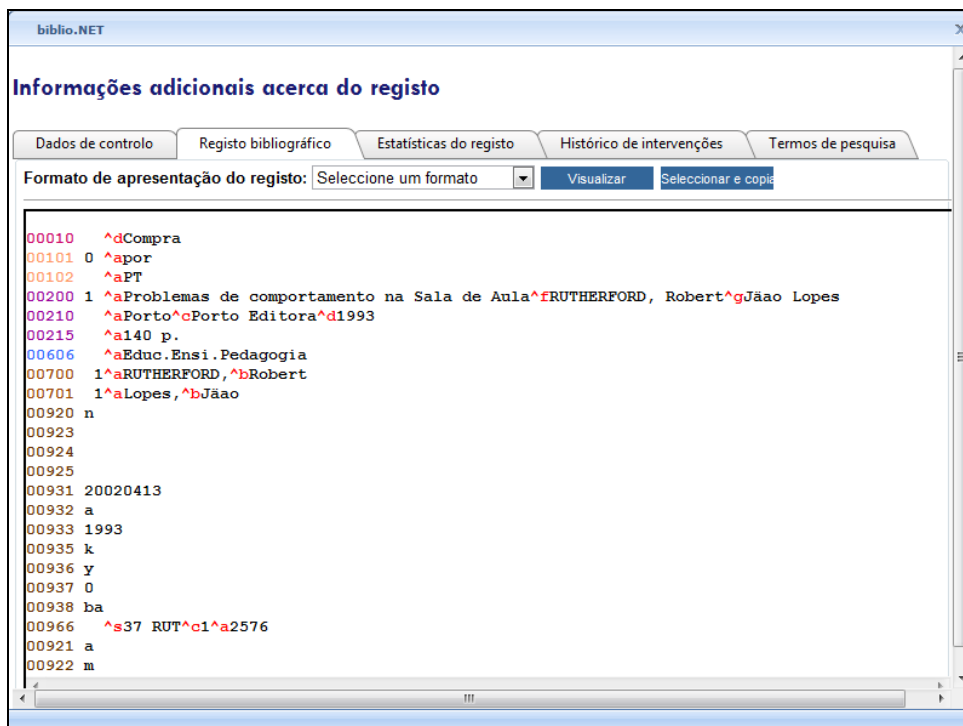 biblio.NET
Informações adicionais acerca do registo
Dados de controlo Registo bibliográfico Estatísticas do registo Histórico de intervenções Termos de pesquisa
Formato de apresentação do registo: Seleccione um formato Visualizar Seleccionar e copia
00010 ^dCompra
00101 0 ^apor
00102 ^aPT
00200 1 ^aProblemas de comportamento na Sala de Aula^fRUTHERFORD, Robert^gJäao Lopes
00210 ^aPorto^cPorto Editora^d1993
00215 ^a140 p.
00606 ^aEduc.Ensi.Pedagogia
00700 1^aRUTHERFORD,^bRobert
00701 1^aLopes,^bJäao
00920 n
00923
00924
00925
00931 20020413
00932 a
00933 1993
00935 k
00936 y
00937 0
00938 ba
00966 ^s37 RUT^c1^a2576
00921 a
00922 m